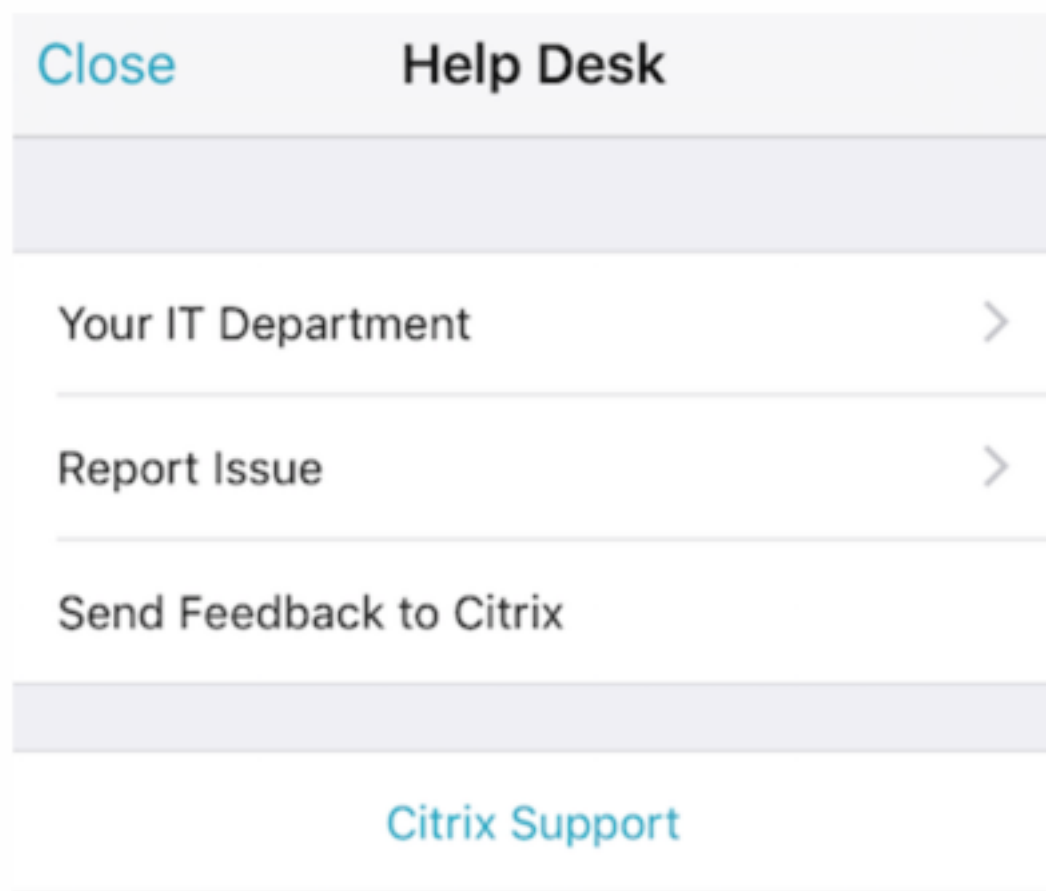 Close Help Desk
Your IT Department
Report Issue
Send Feedback to Citrix
Citrix Support